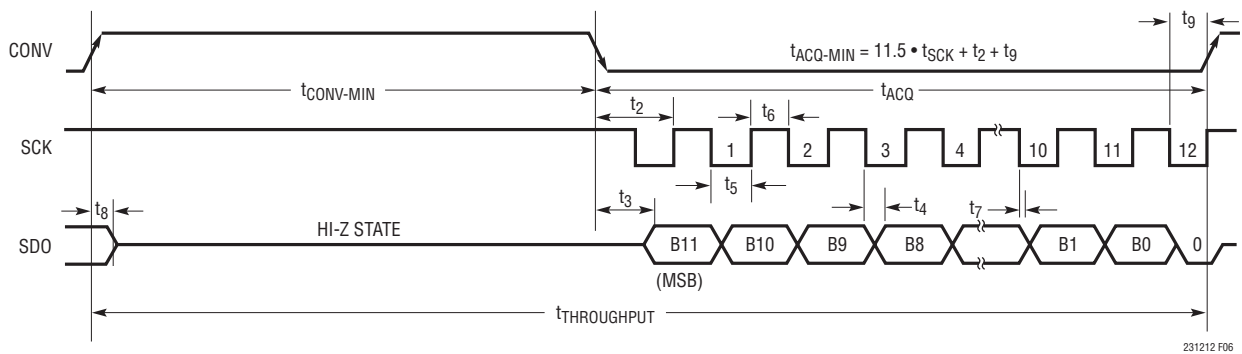 CONV
t9
tACQ-MIN = 11.5 • tSCK + t2 + t9
tCONV-MIN
tACQ
t2
t6
SCK
1
2
3
4
10
11
12
t5
t8
t3
t4
t7
SDO
HI-Z STATE
B11
B10
B9
B8
B1
B0
0
(MSB)
tTHROUGHPUT
231212 F06